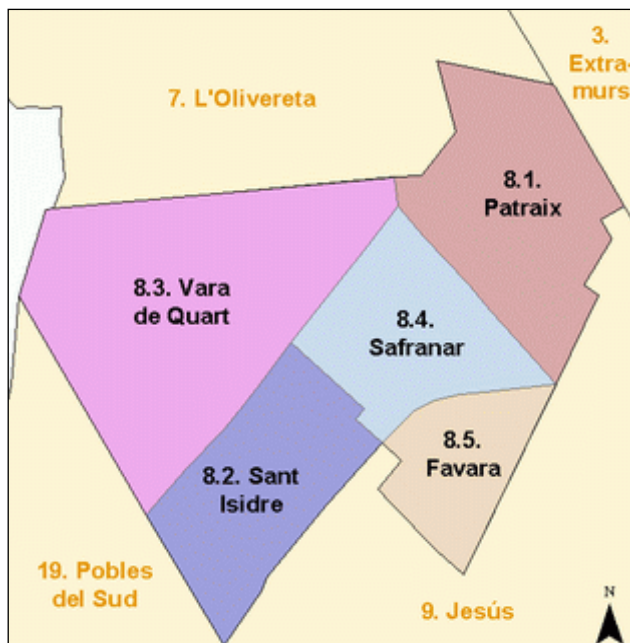 3.
Extra-
murs
7. L'Olivereta
8.1.
Patraix
8.3. Vara
de Quart
8.4.
Safranar
8.5.
Favara
8.2. Sant
Isidre
19. Pobles
del Sud
9. Jesús
N